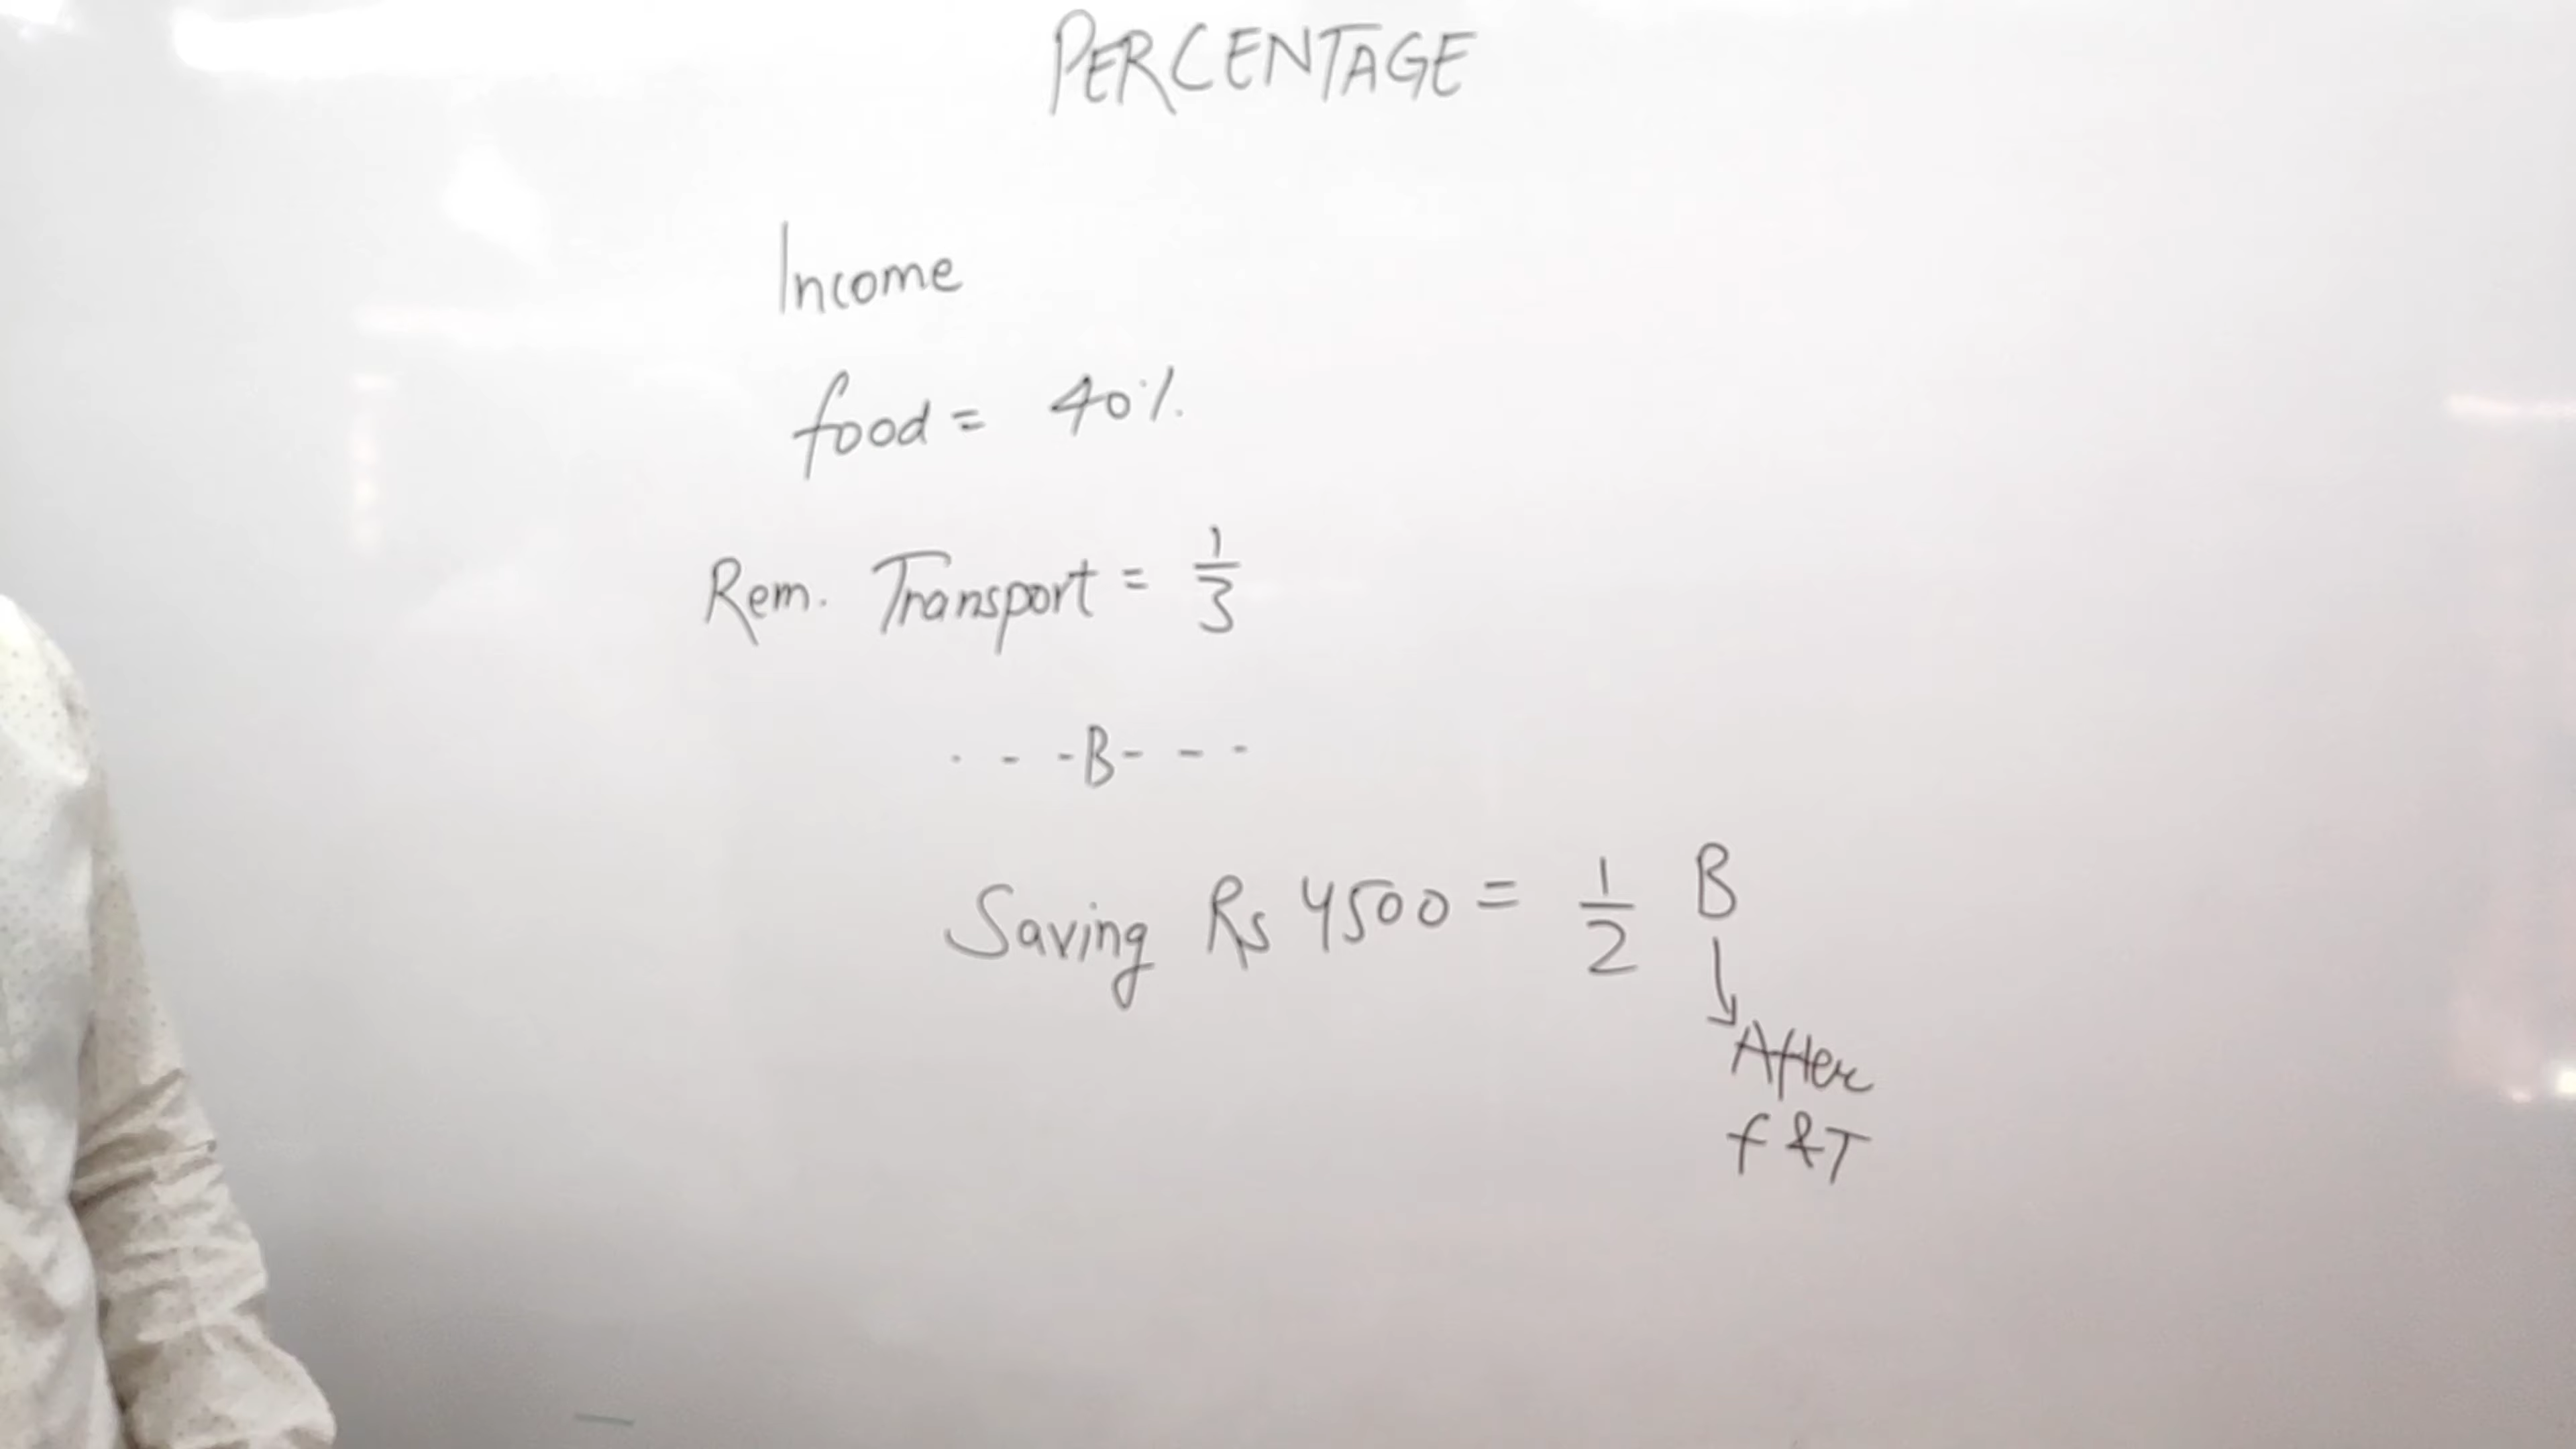 PERCENTAGE
Income
food = 40%
Rem. Transport = 1/3
. - - B - - -
Saving Rs 4500 = 1/2 B
↓
After
f & T